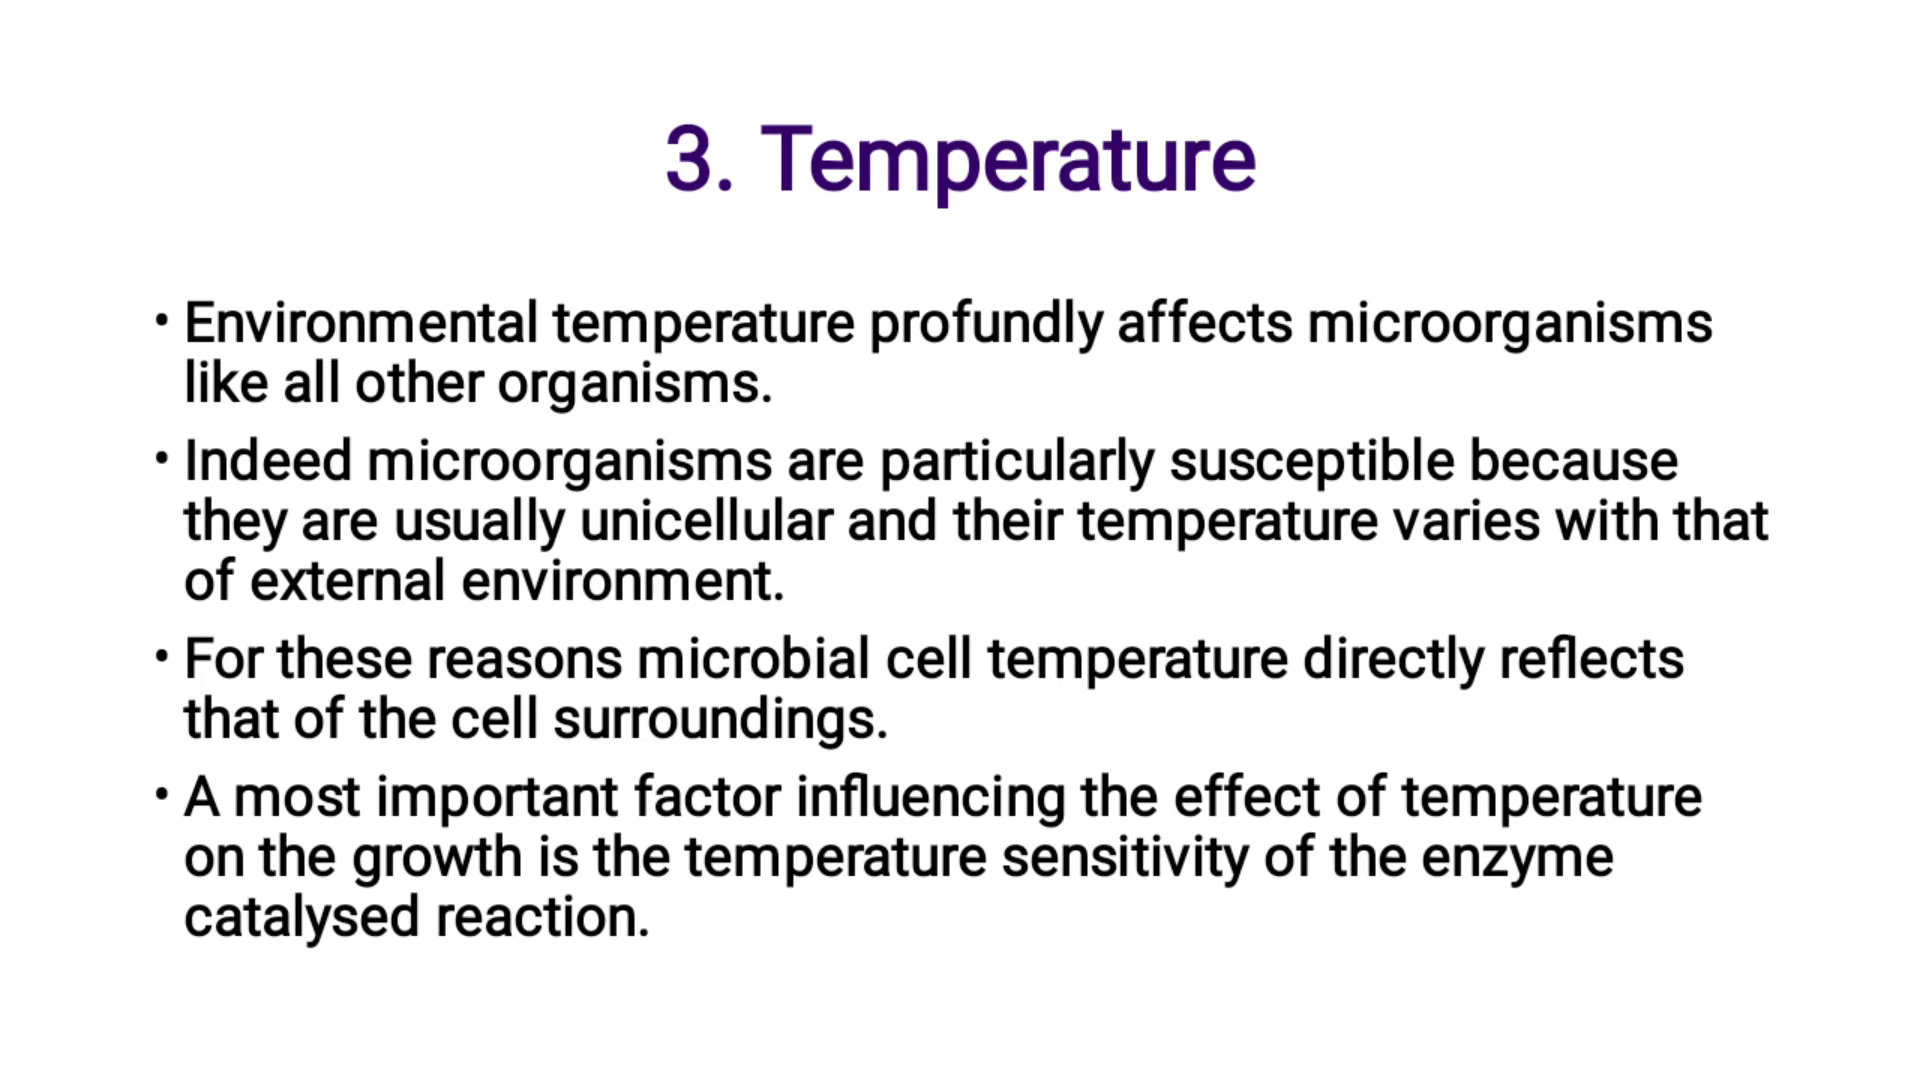 3. Temperature
• Environmental temperature profundly affects microorganisms
like all other organisms.
• Indeed microorganisms are particularly susceptible because
they are usually unicellular and their temperature varies with that
of external environment.
• For these reasons microbial cell temperature directly reflects
that of the cell surroundings.
• A most important factor influencing the effect of temperature
on the growth is the temperature sensitivity of the enzyme
catalysed reaction.